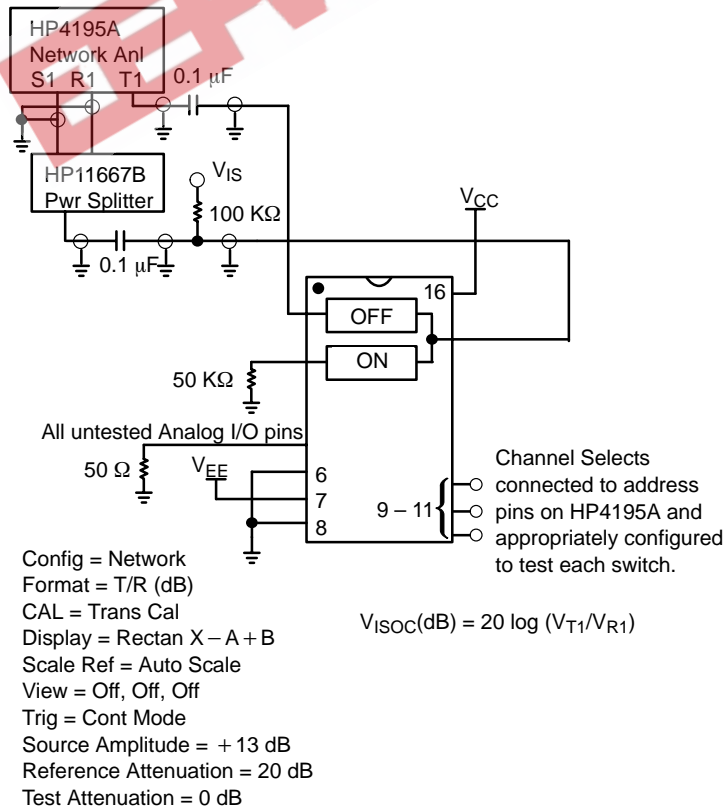 HP4195A
Network Anl
S1 R1 T1
0.1 μF
HP11667B
Pwr Splitter
VIS
100 KΩ
VCC
0.1 μF
16
OFF
ON
50 KΩ
All untested Analog I/O pins
50 Ω
VEE
6
7
8
9 – 11
Channel Selects
connected to address
pins on HP4195A and
appropriately configured
to test each switch.
Config = Network
Format = T/R (dB)
CAL = Trans Cal
Display = Rectan X – A + B
Scale Ref = Auto Scale
View = Off, Off, Off
Trig = Cont Mode
Source Amplitude = + 13 dB
Reference Attenuation = 20 dB
Test Attenuation = 0 dB
VISOC(dB) = 20 log (VT1/VR1)